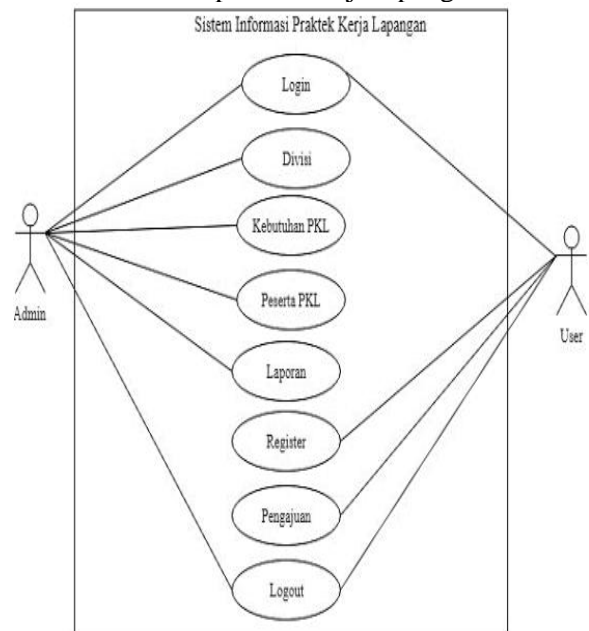 Sistem Informasi Praktek Kerja Lapangan
Login
Divisi
Kebutuhan PKL
Peserta PKL
Admin
User
Laporan
Register
Pengajuan
Logout